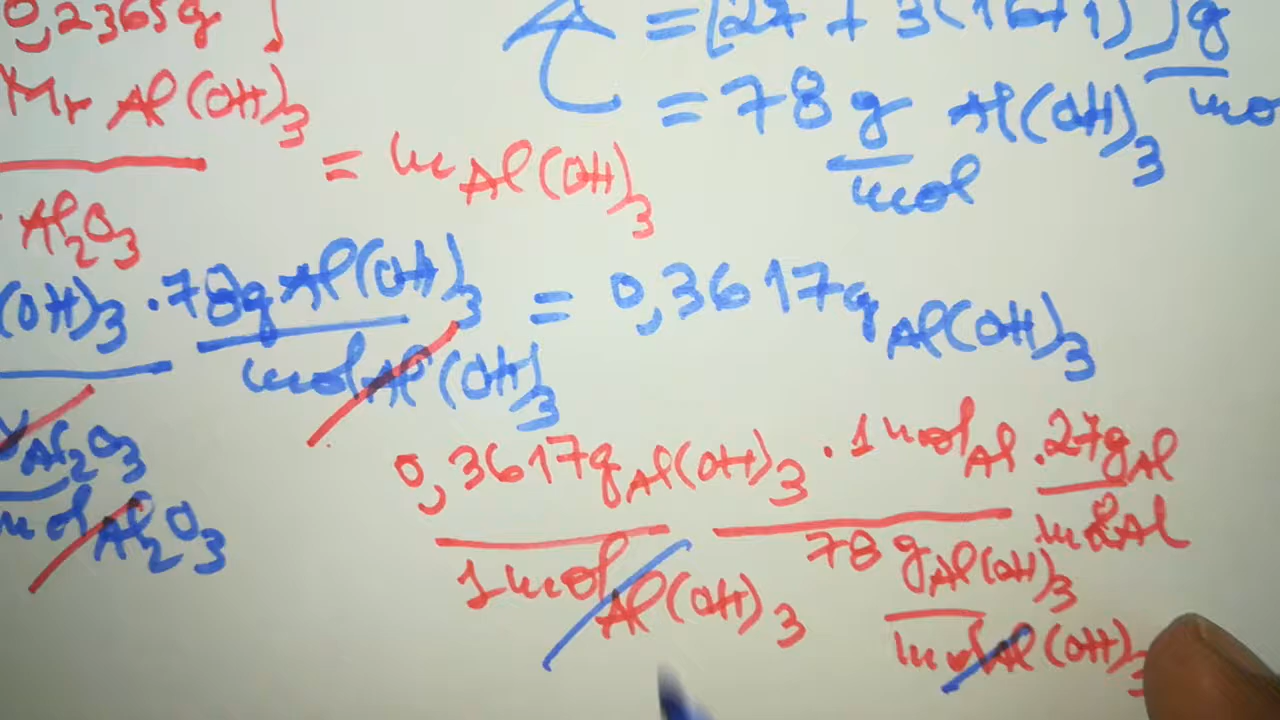 0,2365g ]
= [27 + 3(16+1)] g
Mr Al(OH)3
= 78 g Al(OH)3
mol
= mAl(OH)3
Al2O3
(OH)3 . 78g Al(OH)3 = 0,3617g Al(OH)3
mol Al(OH)3
Al2O3
mol Al2O3
0,3617g Al(OH)3 . 1 mol Al . 27g Al
1 mol Al(OH)3 78 g Al(OH)3 mol Al
mol Al(OH)3